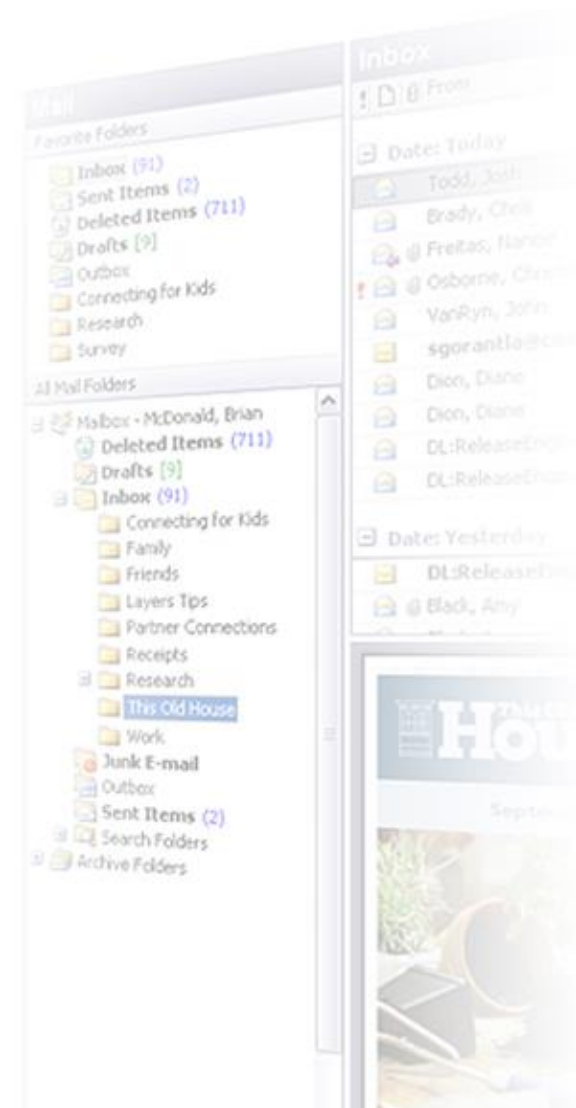 Mail
Favorite Folders
Inbox (91)
Sent Items (2)
Deleted Items (711)
Drafts [9]
Outbox
Connecting for Kids
Research
Survey
All Mail Folders
Mailbox - McDonald, Brian
Deleted Items (711)
Drafts [9]
Inbox (91)
Connecting for Kids
Family
Friends
Layers Tips
Partner Connections
Receipts
Research
This Old House
Work
Junk E-mail
Outbox
Sent Items (2)
Search Folders
Archive Folders
Inbox
From
Date: Today
Todd, Josh
Brady, Chris
Freitas,
Osborne,
VanRyn, John
Dion, Diane
Dion, Diane
Date: Yesterday
Black, Amy